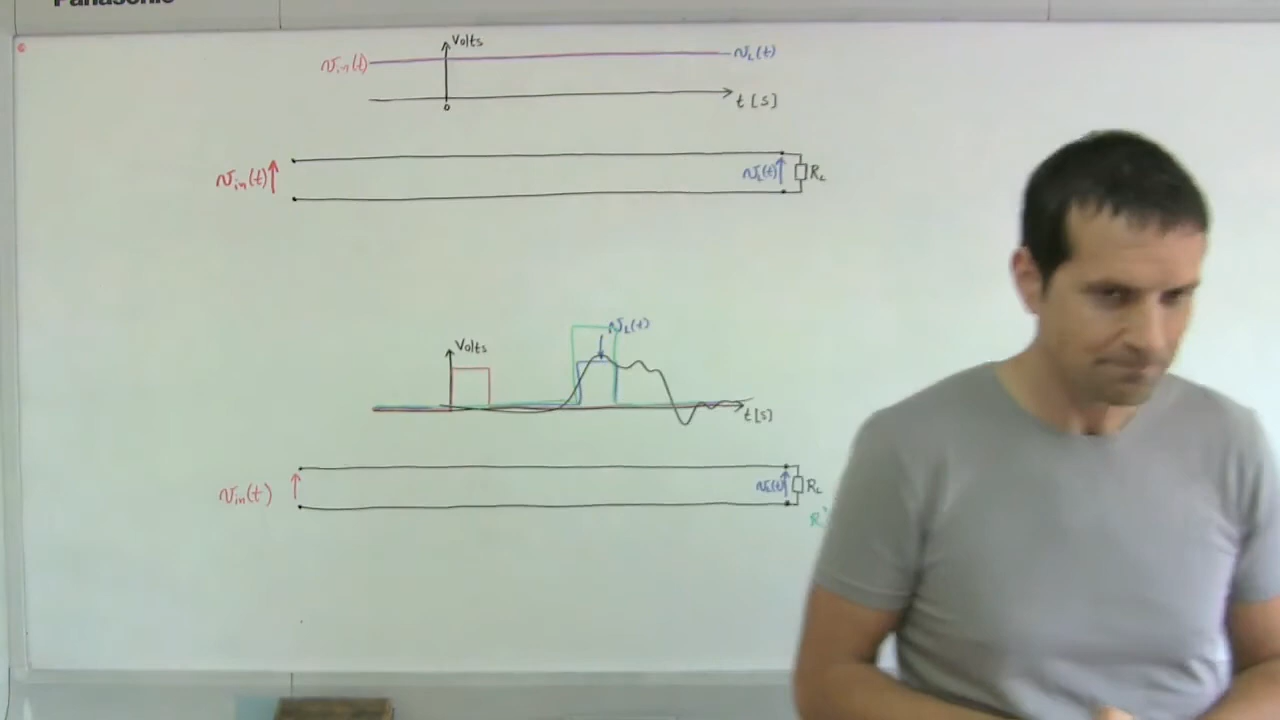 Panasonic
Volts
v_in(t) v_L(t)
0 t [s]
v_in(t) v_L(t) R_L
v_L(t)
Volts
t [s]
v_in(t) v_L(t) R_L